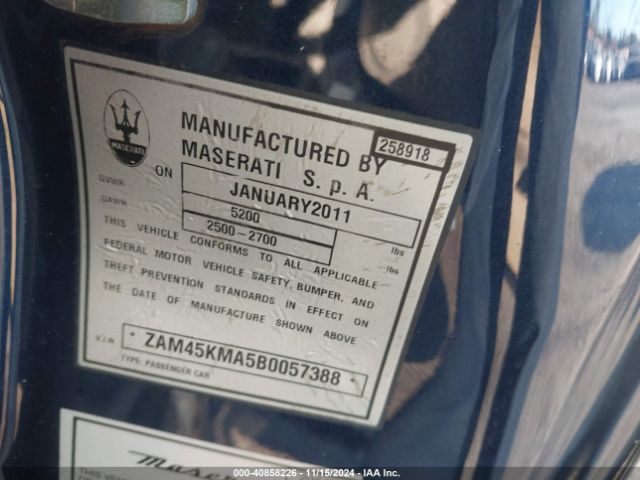 MASERATI
MANUFACTURED BY
258918
MASERATI S. p. A.
ON JANUARY2011
GVWR 5200 lbs
GAWR 2500-2700 lbs
THIS VEHICLE CONFORMS TO ALL APPLICABLE
FEDERAL MOTOR VEHICLE SAFETY, BUMPER, AND
THEFT PREVENTION STANDARDS IN EFFECT ON
THE DATE OF MANUFACTURE SHOWN ABOVE
V.I.N * ZAM45KMA5B0057388 *
TYPE: PASSENGER CAR
000-40858226 - 11/15/2024 - IAA Inc.